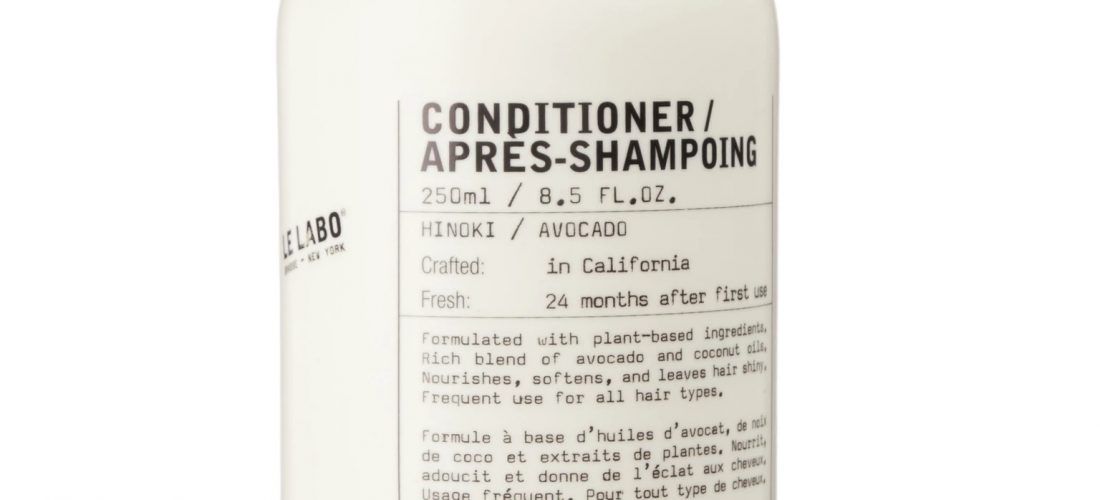 CONDITIONER/
APRÈS-SHAMPOING
250ml / 8.5 FL.OZ.
HINOKI / AVOCADO
Crafted: in California
Fresh: 24 months after first use
Formulated with plant-based ingredients.
Rich blend of avocado and coconut oils.
Nourishes, softens, and leaves hair shiny.
Frequent use for all hair types.
Formule à base d'huiles d'avocat, de noix
de coco et extraits de plantes. Nourrit,
adoucit et donne de l'éclat aux cheveux.
Usage fréquent. Pour tout type de cheveux.
LE LABO®
NEW YORK